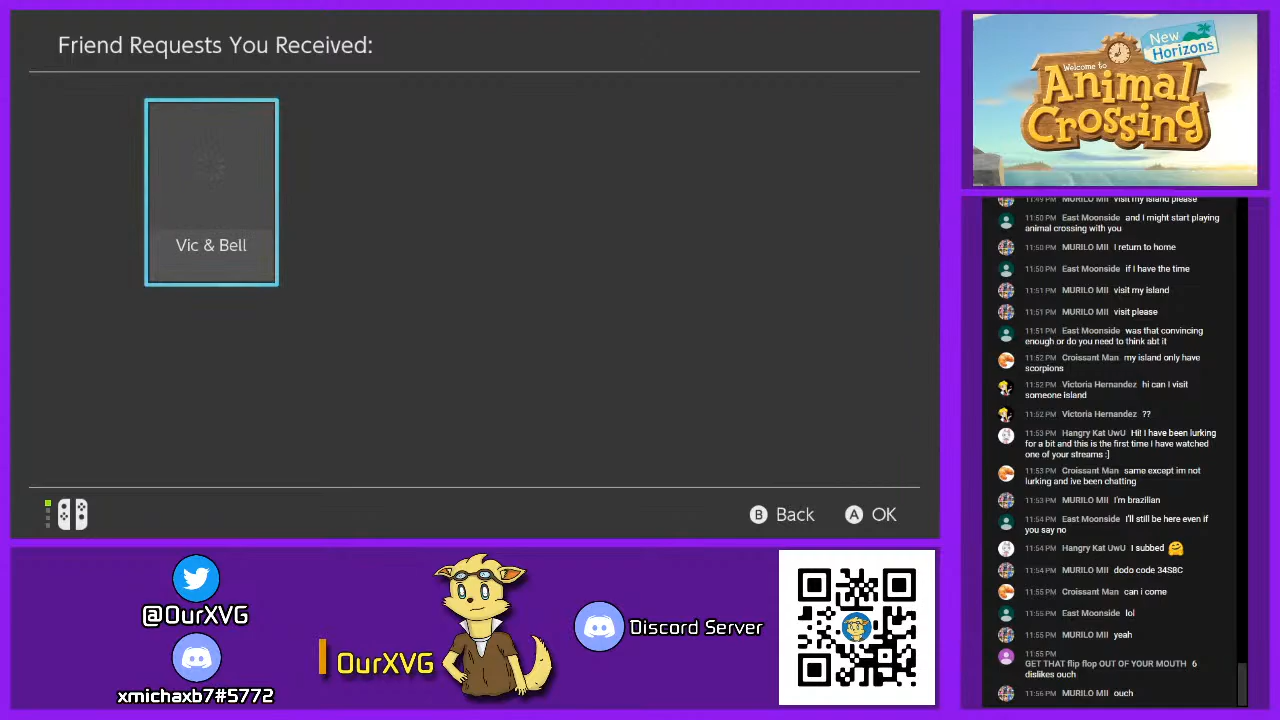 Friend Requests You Received:
Vic & Bell
B Back
A OK
@OurXVG
xmichaxb7#5772
OurXVG
Discord Server
Welcome to
Animal
Crossing
New
Horizons
11:49 PM MURILO MII visit my island please
11:50 PM East Moonside and I might start playing
animal crossing with you
11:50 PM MURILO MII I return to home
11:50 PM East Moonside if I have the time
11:51 PM MURILO MII visit my island
11:51 PM MURILO MII visit please
11:51 PM East Moonside was that convincing
enough or do you need to think abt it
11:52 PM Croissant Man my island only have
scorpions
11:52 PM Victoria Hernandez hi can I visit
someone island
11:52 PM Victoria Hernandez ??
11:53 PM Hangry Kat UwU Hi! I have been lurking
for a bit and this is the first time I have watched
one of your streams :]
11:53 PM Croissant Man same except im not
lurking and ive been chatting
11:53 PM MURILO MII I'm brazilian
11:54 PM East Moonside I'll still be here even if
you say no
11:54 PM Hangry Kat UwU I subbed 🤗
11:54 PM MURILO MII dodo code 34S8C
11:55 PM Croissant Man can i come
11:55 PM East Moonside lol
11:55 PM MURILO MII yeah
11:55 PM
GET THAT flip flop OUT OF YOUR MOUTH 6
dislikes ouch
11:56 PM MURILO MII ouch